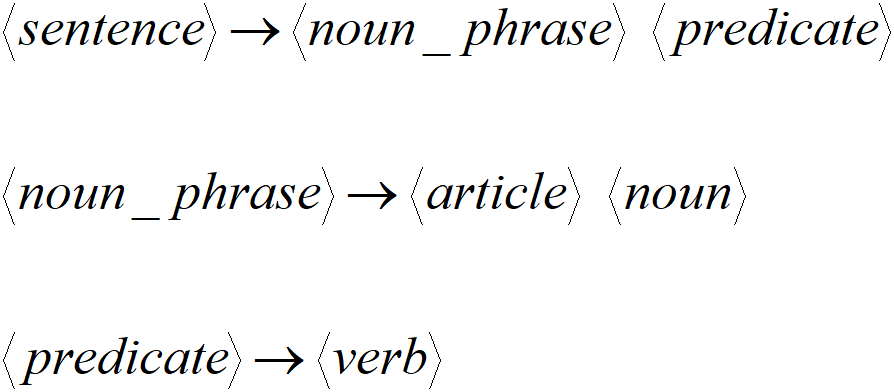 ⟨sentence⟩ → ⟨noun_phrase⟩ ⟨predicate⟩
⟨noun_phrase⟩ → ⟨article⟩ ⟨noun⟩
⟨predicate⟩ → ⟨verb⟩